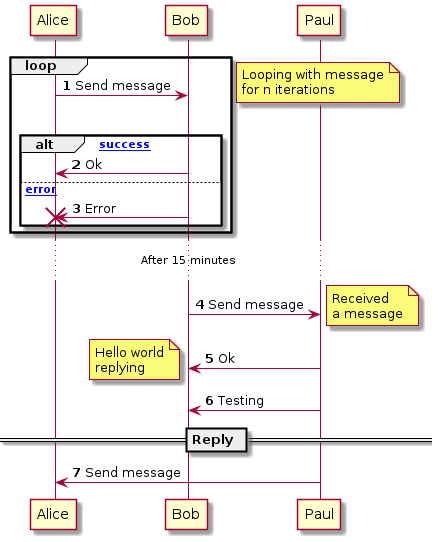 Alice
Bob
Paul
loop
Looping with message
for n iterations
1 Send message
alt
success
2 Ok
error
3 Error
After 15 minutes
4 Send message
Received
a message
Hello world
replying
5 Ok
6 Testing
Reply
7 Send message
Alice
Bob
Paul